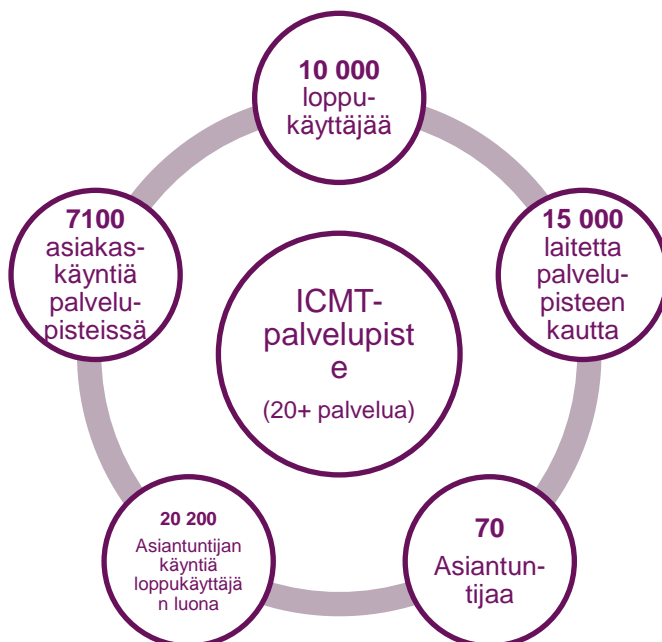 10 000
loppu-
käyttäjää
7100
asiakas-
käyntiä
palvelu-
pisteissä
15 000
laitetta
palvelu-
pisteen
kautta
ICMT-
palvelupist
e
(20+ palvelua)
20 200
Asiantuntijan
käyntiä
loppukäyttäjä
n luona
70
Asiantun-
tijaa